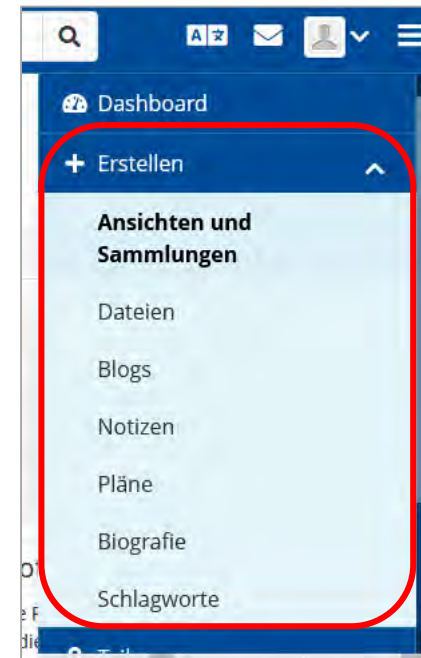 Dashboard
Erstellen
Ansichten und
Sammlungen
Dateien
Blogs
Notizen
Pläne
Biografie
Schlagworte